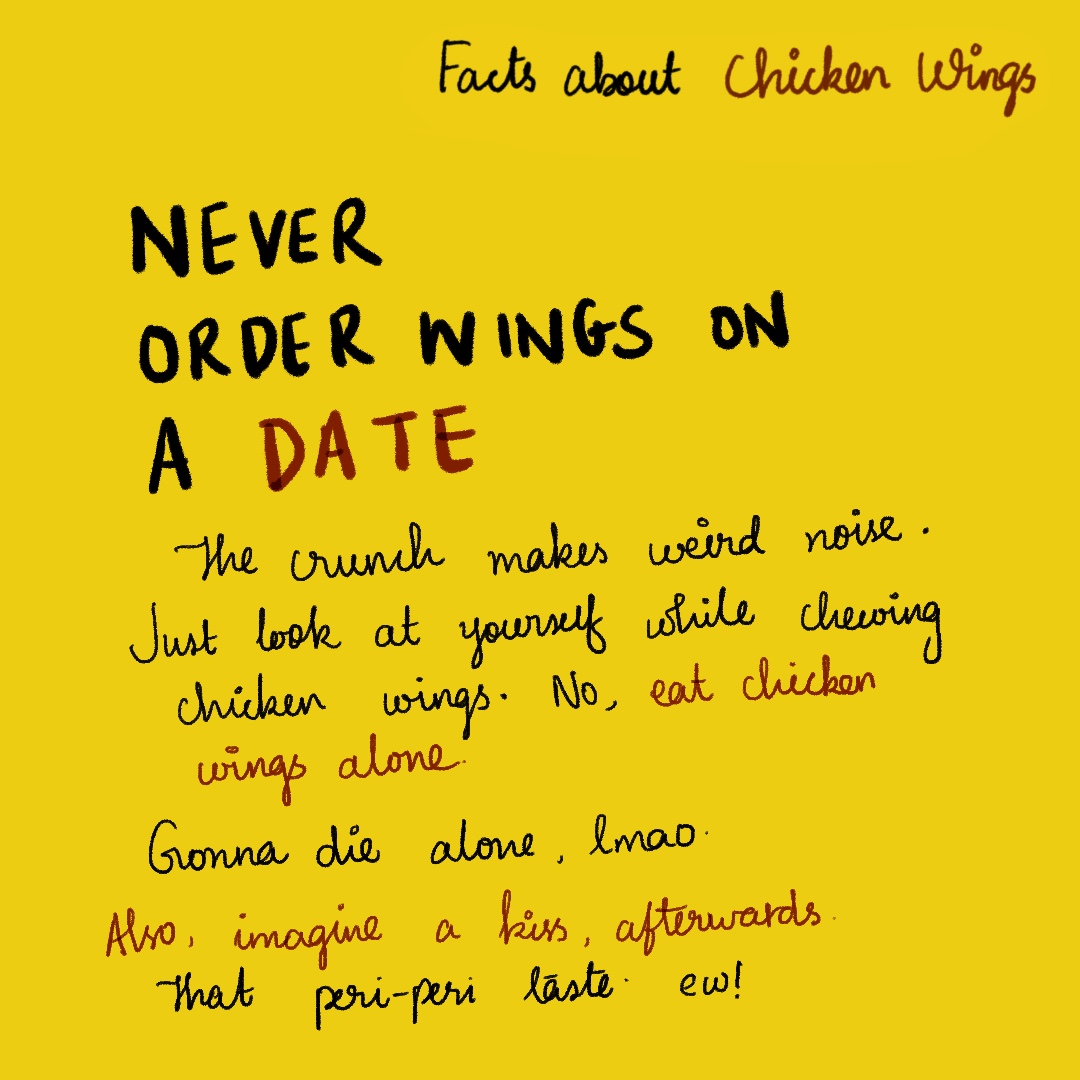 Facts about Chicken Wings
NEVER
ORDER WINGS ON
A DATE
The crunch makes weird noise.
Just look at yourself while chewing
chicken wings. No, eat chicken
wings alone.
Gonna die alone, lmao.
Also, imagine a kiss, afterwards.
That peri-peri taste. ew!